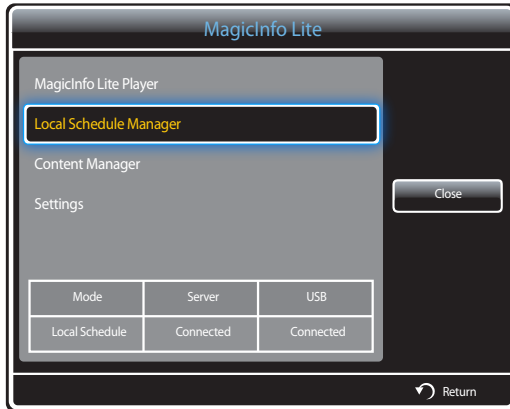 MagicInfo Lite
MagicInfo Lite Player
Local Schedule Manager
Content Manager
Settings
Close
Mode Server USB
Local Schedule Connected Connected
Return